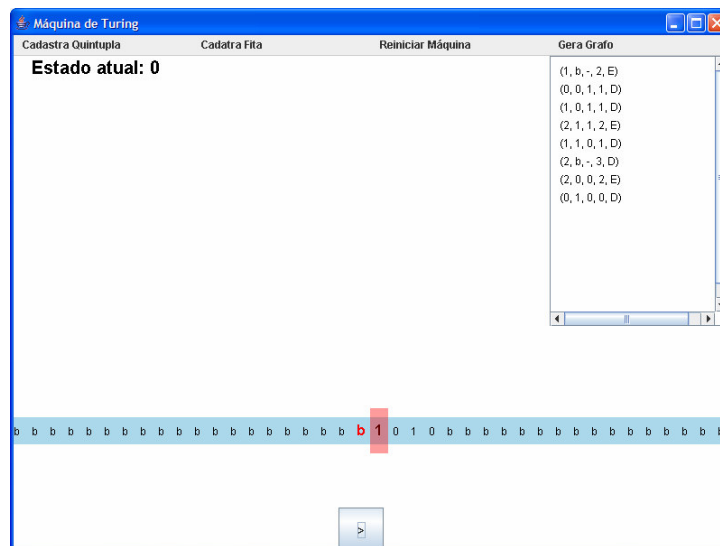 Máquina de Turing
Cadastra Quintupla Cadatra Fita Reiniciar Máquina Gera Grafo
Estado atual: 0
(1, b, -, 2, E)
(0, 0, 1, 1, D)
(1, 0, 1, 1, D)
(2, 1, 1, 2, E)
(1, 1, 0, 1, D)
(2, b, -, 3, D)
(2, 0, 0, 2, E)
(0, 1, 0, 0, D)
b b b b b b b b b b b b b b b b b b b b 1 0 1 0 b b b b b b b b b b b b b b b b
>